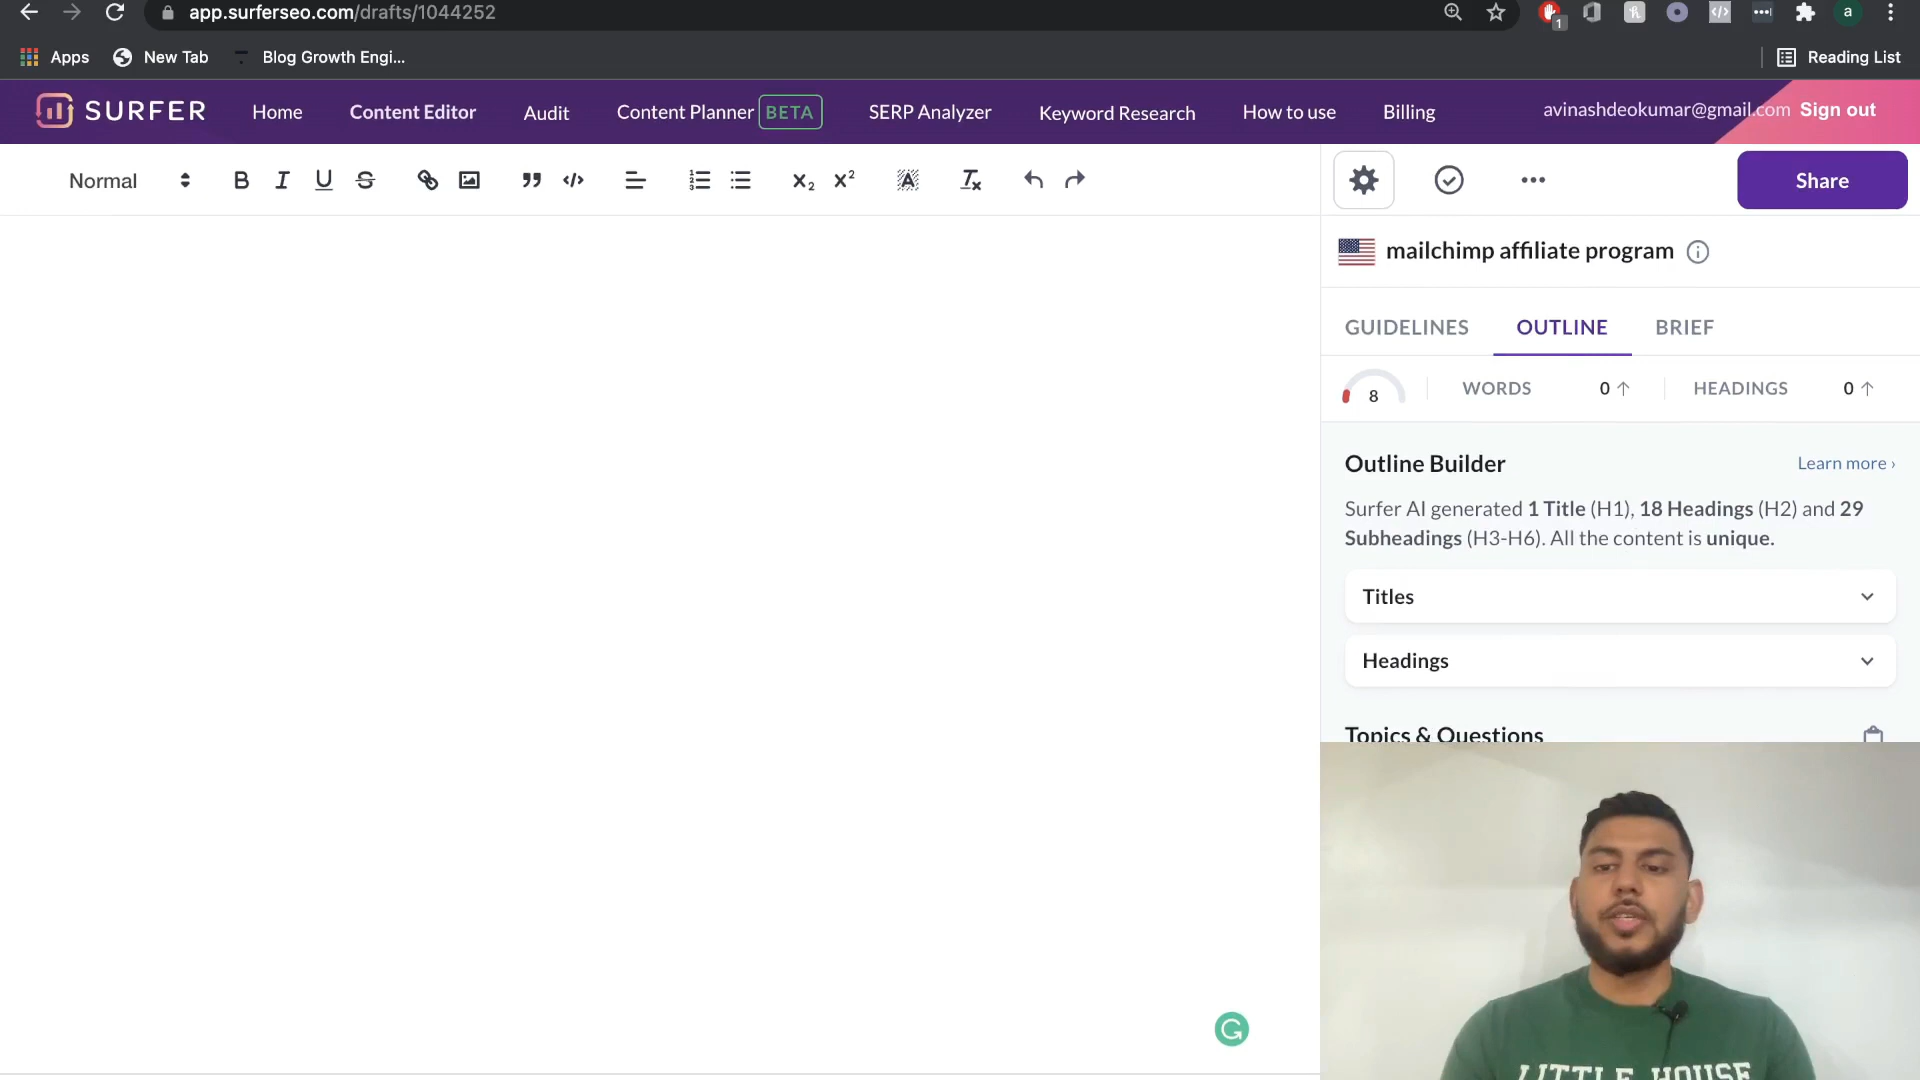 app.surferseo.com/drafts/1044252
1
a
Apps
New Tab
Blog Growth Engi...
Reading List
SURFER
Home
Content Editor
Audit
Content Planner BETA
SERP Analyzer
Keyword Research
How to use
Billing
avinashdeokumar@gmail.com
Sign out
Normal
Share
mailchimp affiliate program
GUIDELINES
OUTLINE
BRIEF
8
WORDS
0
HEADINGS
0
Outline Builder
Learn more ›
Surfer AI generated 1 Title (H1), 18 Headings (H2) and 29
Subheadings (H3-H6). All the content is unique.
Titles
Headings
Topics & Questions
LITTLE HOUSE